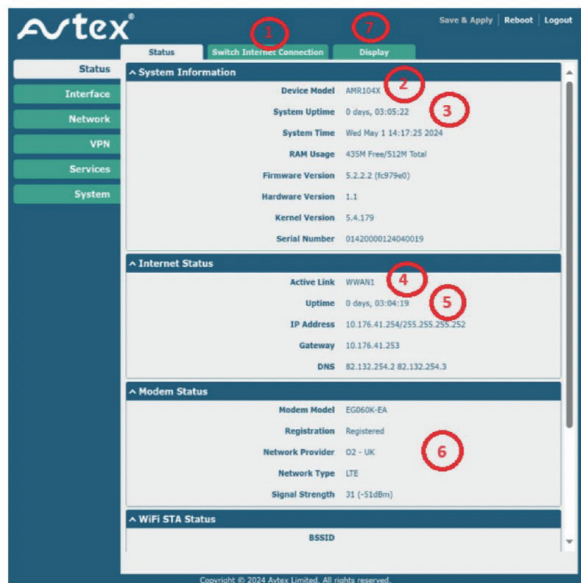 Avtex®
Save & Apply | Reboot | Logout
1
7
Status Switch Internet Connection Display
Status
Interface
Network
VPN
Services
System
System Information
Device Model AMR104X 2
System Uptime 0 days, 03:05:22 3
System Time Wed May 1 14:17:25 2024
RAM Usage 435M Free/512M Total
Firmware Version 5.2.2.2 (fc979e0)
Hardware Version 1.1
Kernel Version 5.4.179
Serial Number 01420000124040019
Internet Status
Active Link WWAN1 4
Uptime 0 days, 03:04:19 5
IP Address 10.176.41.254/255.255.255.252
Gateway 10.176.41.253
DNS 82.132.254.2 82.132.254.3
Modem Status
Modem Model EG060K-EA
Registration Registered
Network Provider O2 - UK 6
Network Type LTE
Signal Strength 31 (-51dBm)
WiFi STA Status
BSSID
Copyright © 2024 Avtex Limited. All rights reserved.